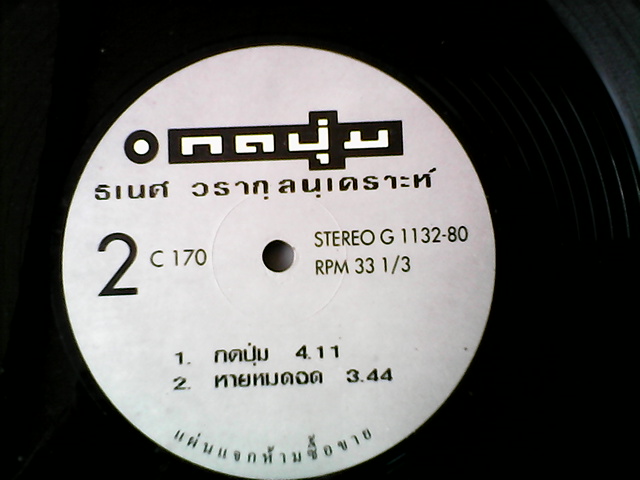 กดปุ่ม
ธเนศ วรากุลนุเคราะห์
2 C 170 STEREO G 1132-80
RPM 33 1/3
1. กดปุ่ม 4.11
2. หายหมดอด 3.44
แผ่นแจกห้ามซื้อขาย